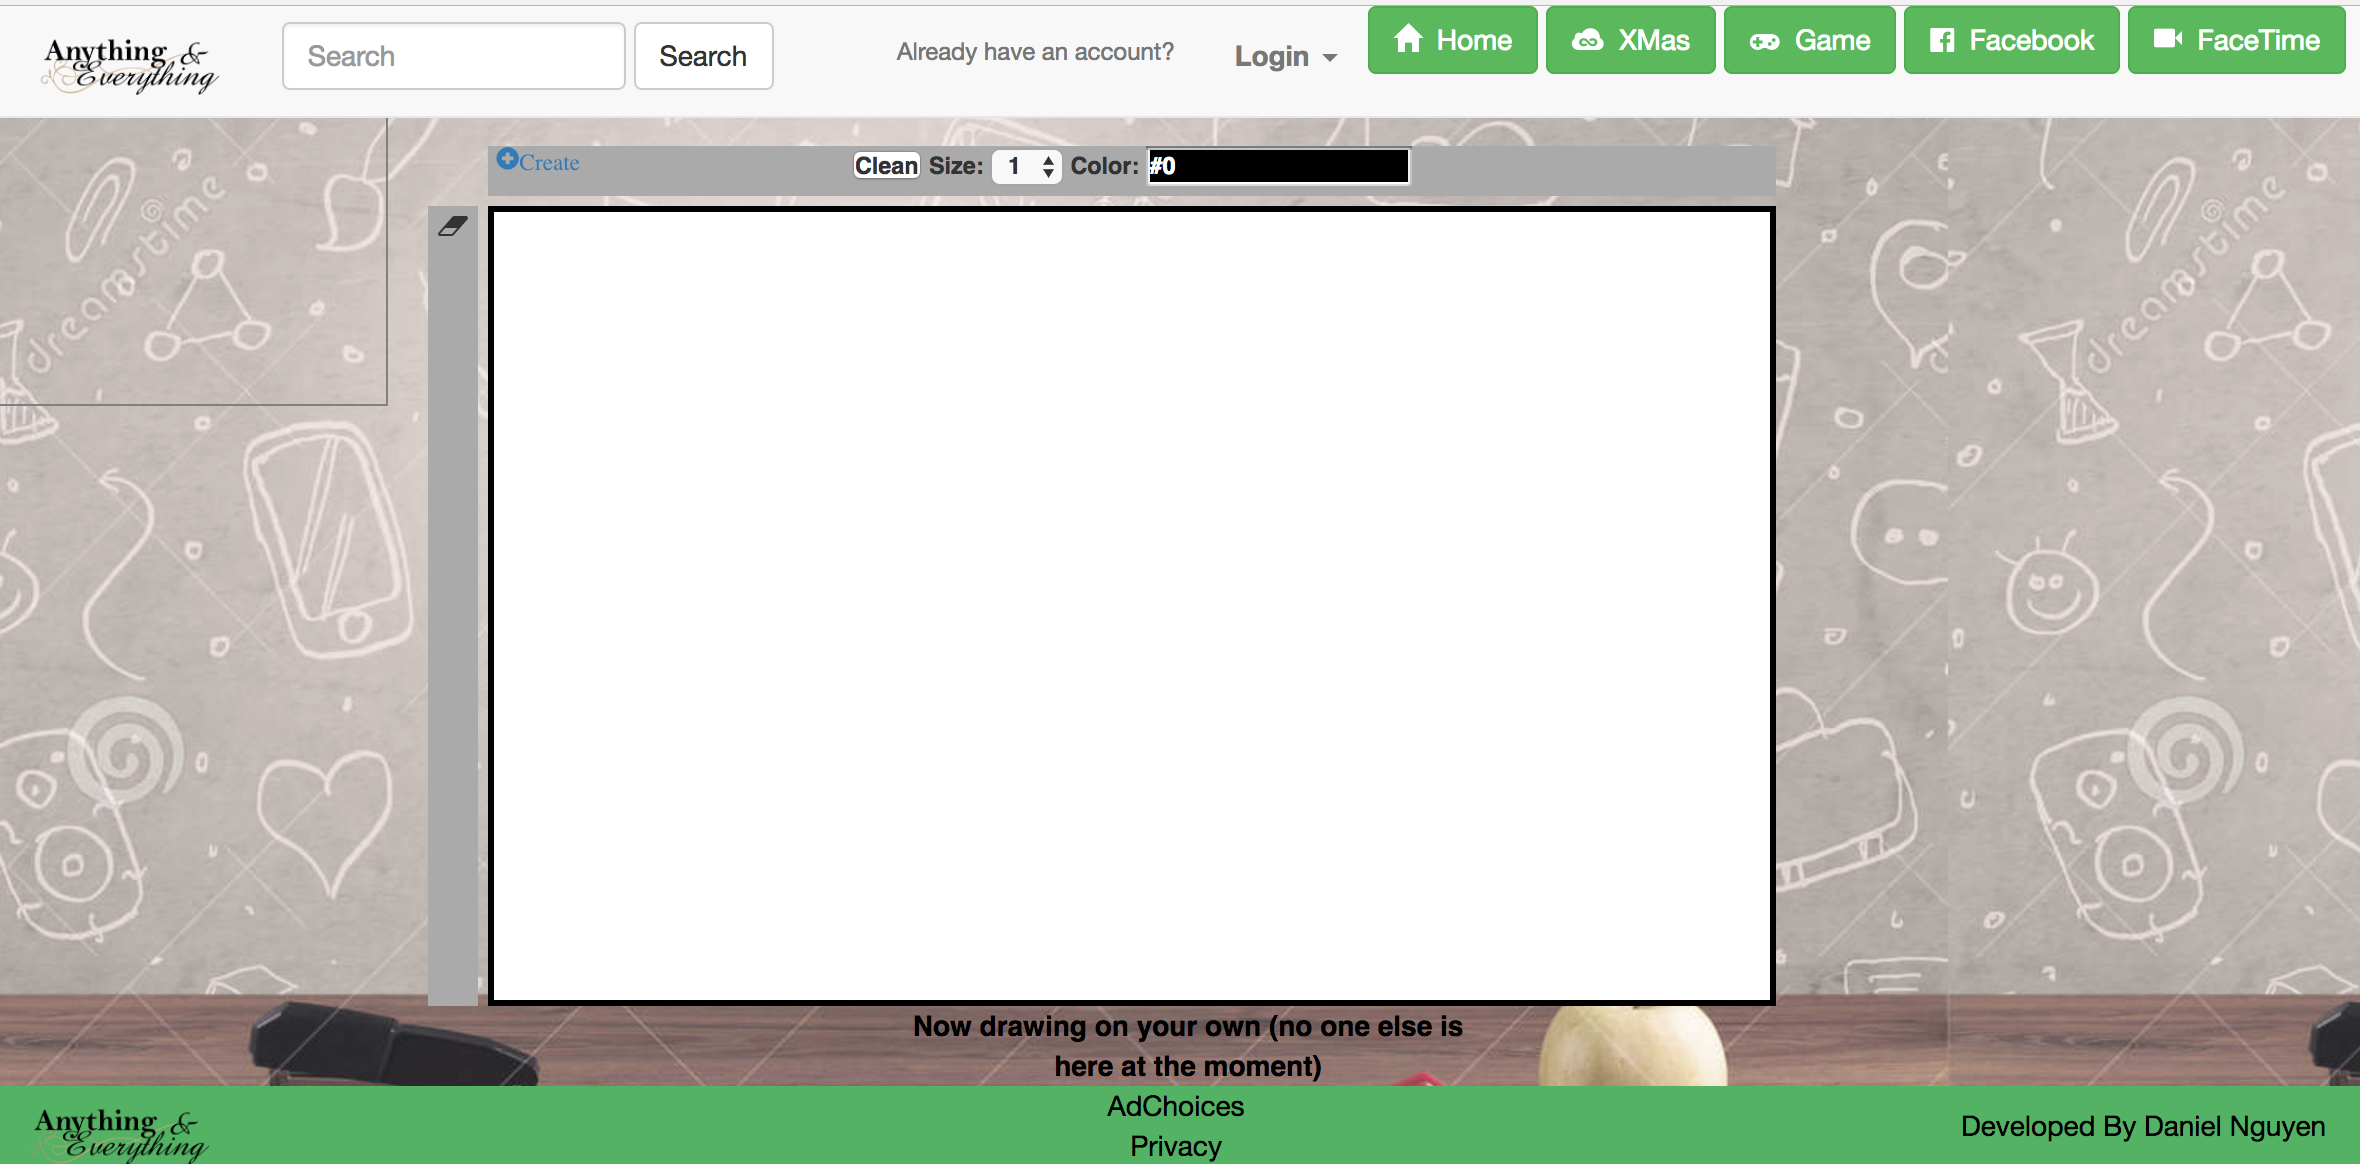 Anything &
Everything
Search
Search
Already have an account?
Login
Home
XMas
Game
Facebook
FaceTime
Create
Clean Size: 1 Color: #0
dreamstime
dreamstime
Now drawing on your own (no one else is
here at the moment)
Anything &
Everything
AdChoices
Privacy
Developed By Daniel Nguyen